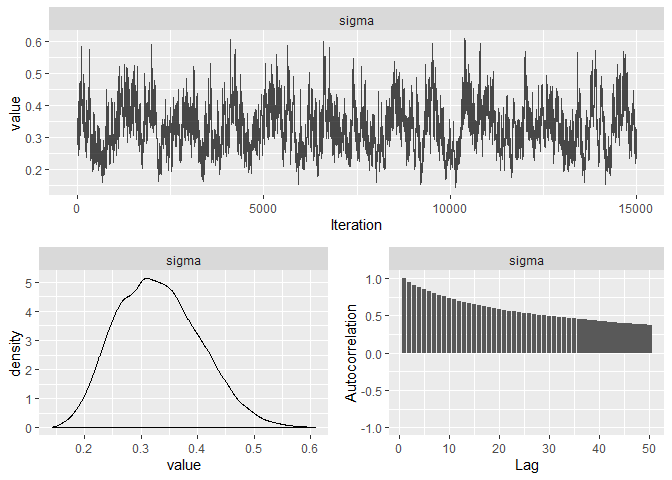 sigma
value
0.6
0.5
0.4
0.3
0.2
0 5000 10000 15000
Iteration
sigma
density
5
4
3
2
1
0
0.2 0.3 0.4 0.5 0.6
value
sigma
Autocorrelation
1.0
0.5
0.0
-0.5
-1.0
0 10 20 30 40 50
Lag